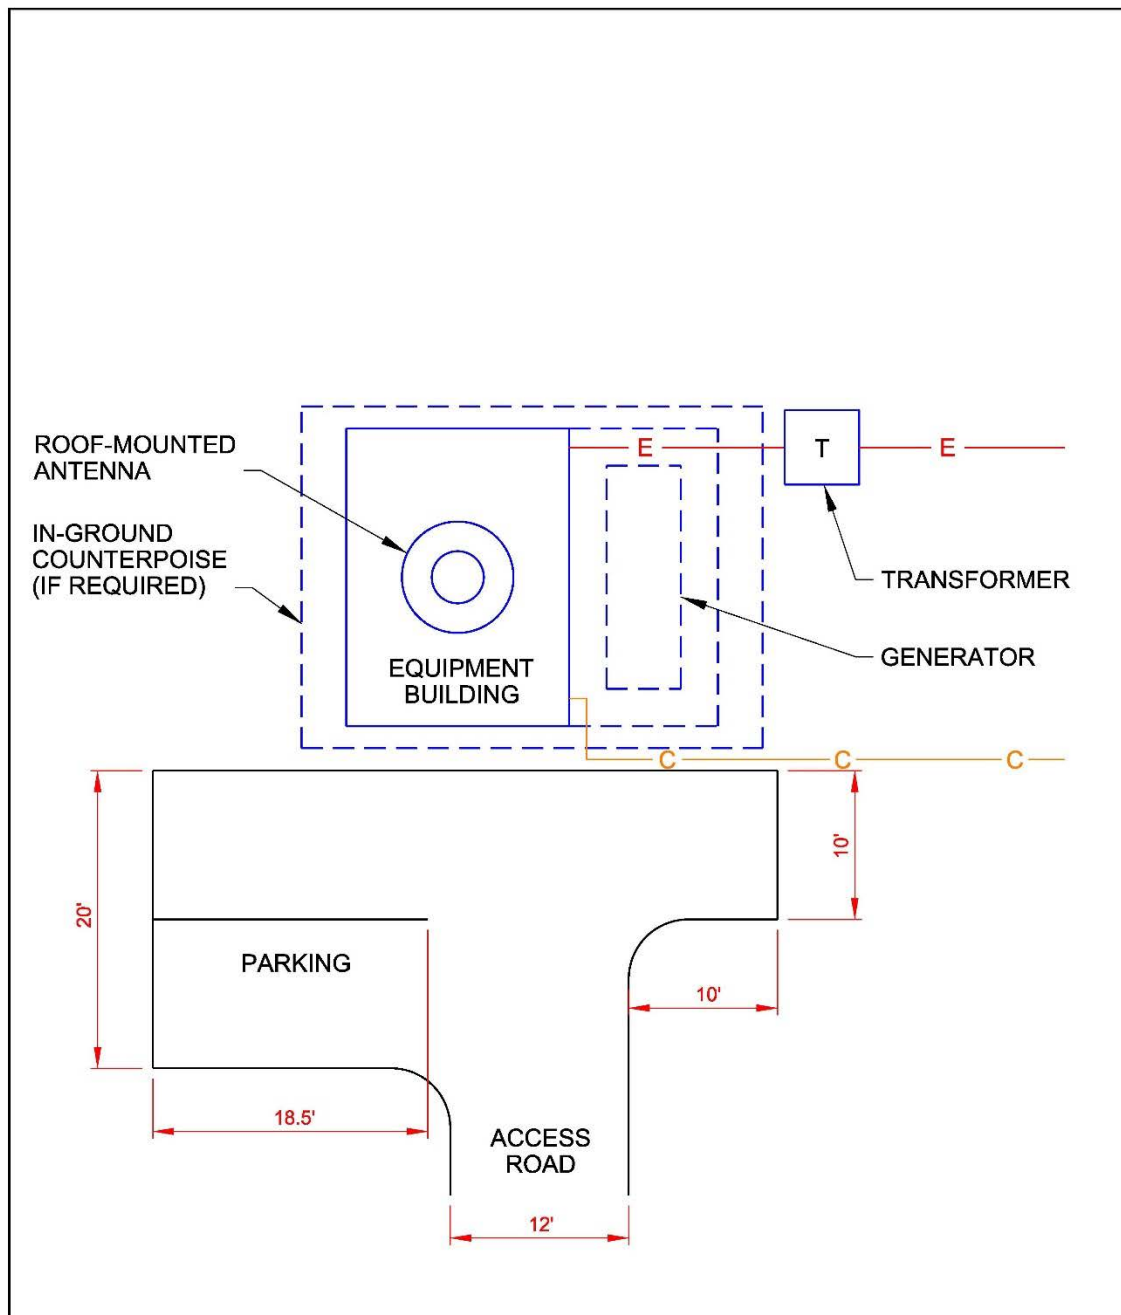 ROOF-MOUNTED
ANTENNA
IN-GROUND
COUNTERPOISE
(IF REQUIRED)
E
T
E
TRANSFORMER
GENERATOR
EQUIPMENT
BUILDING
C
C
C
20'
10'
PARKING
10'
18.5'
ACCESS
ROAD
12'